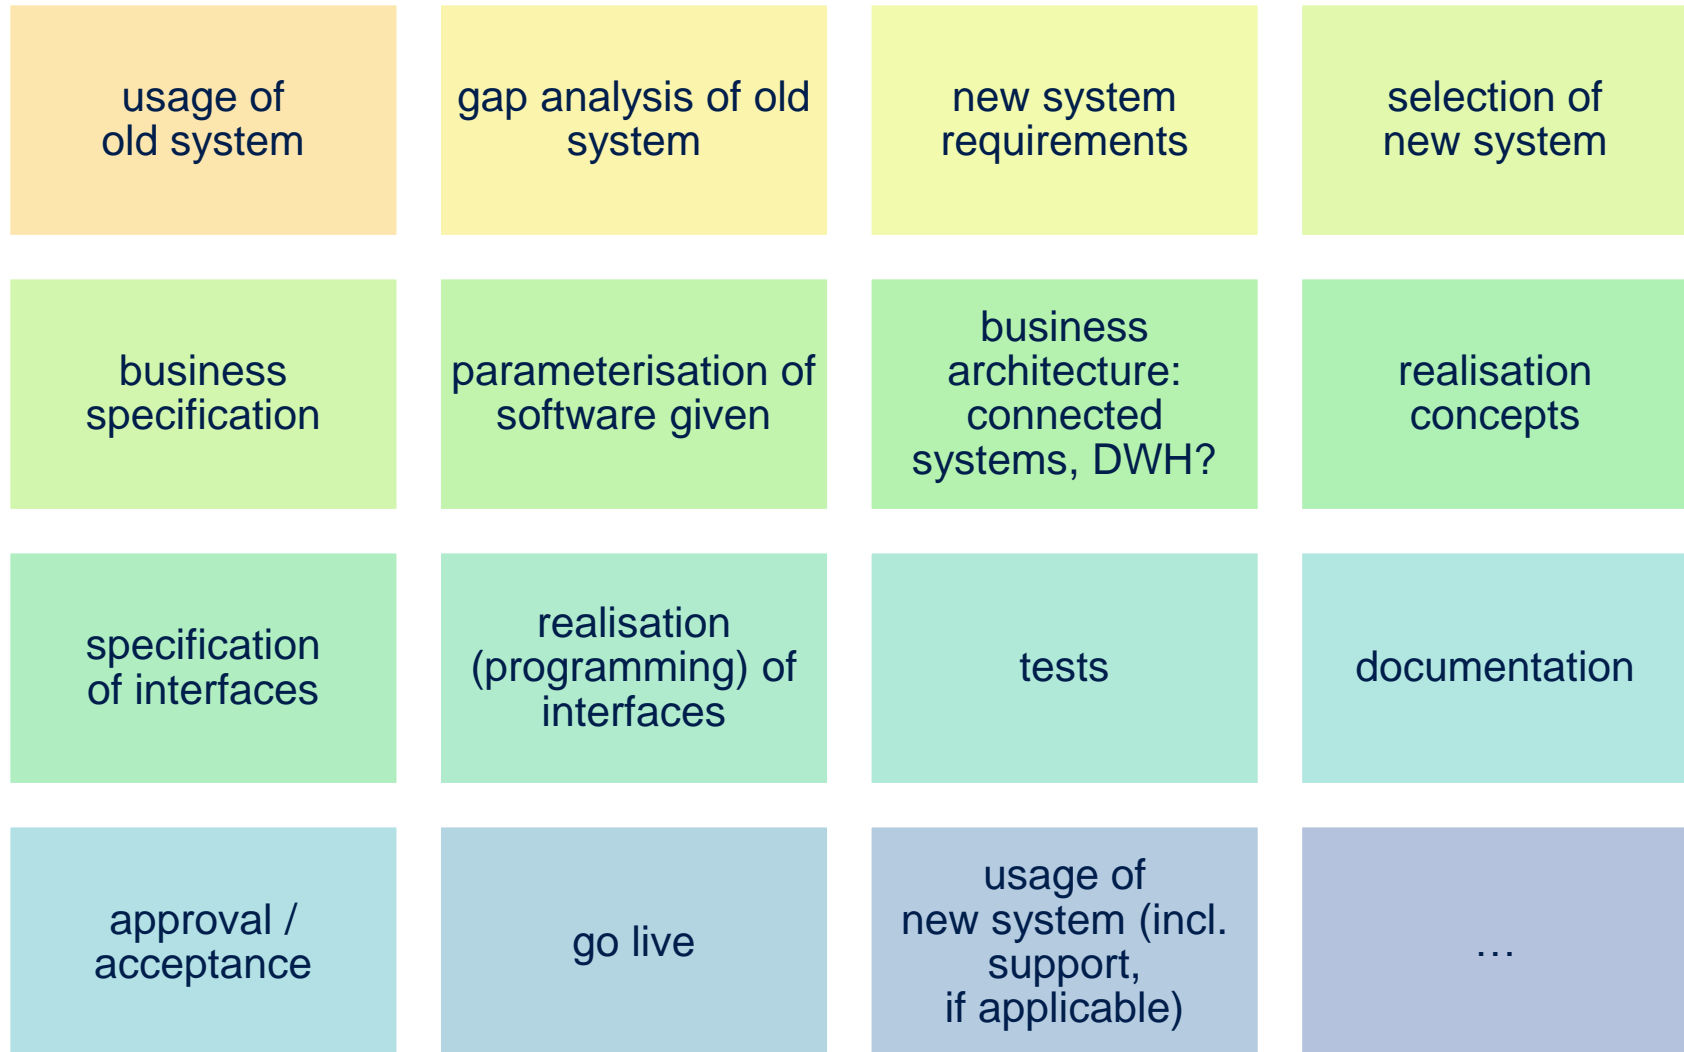 usage of
old system
gap analysis of old
system
new system
requirements
selection of
new system
business
specification
parameterisation of
software given
business
architecture:
connected
systems, DWH?
realisation
concepts
specification
of interfaces
realisation
(programming) of
interfaces
tests
documentation
approval /
acceptance
go live
usage of
new system (incl.
support,
if applicable)
…